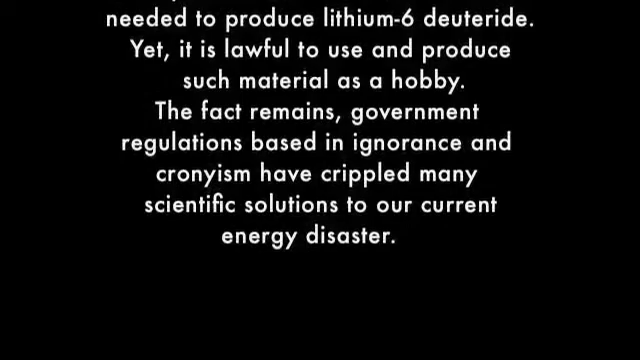 needed to produce lithium-6 deuteride.
Yet, it is lawful to use and produce
such material as a hobby.
The fact remains, government
regulations based in ignorance and
cronyism have crippled many
scientific solutions to our current
energy disaster.